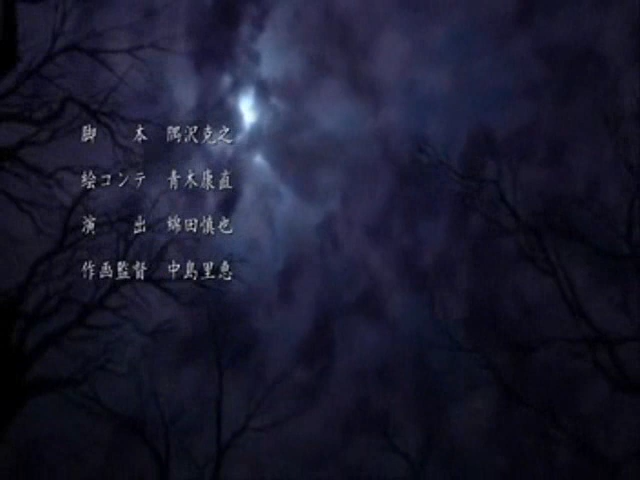 脚本 隅沢克之
絵コンテ 青木康直
演出 綿田慎也
作画監督 中島里恵